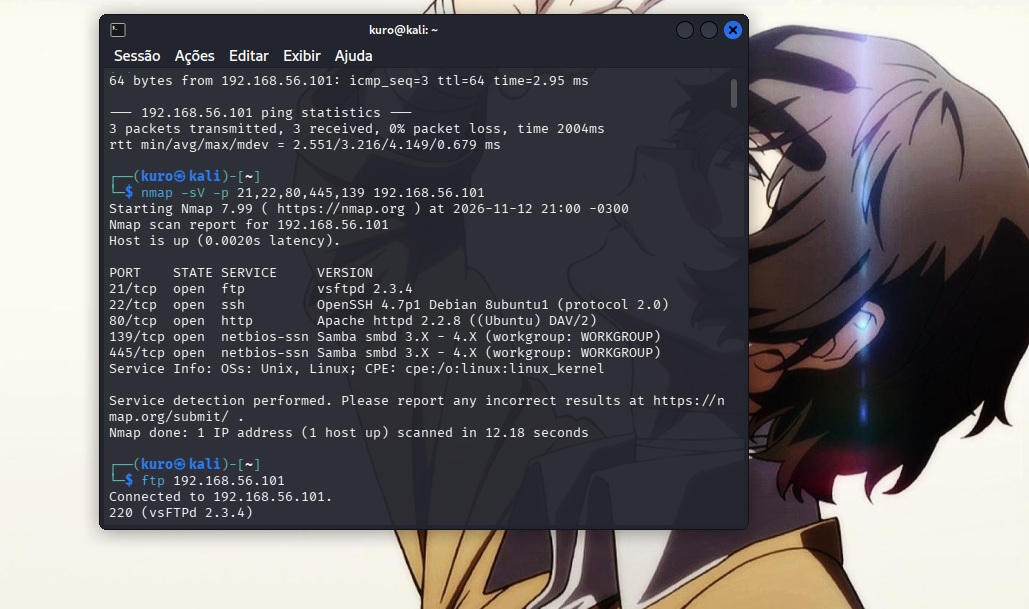 kuro@kali: ~
Sessão Ações Editar Exibir Ajuda
64 bytes from 192.168.56.101: icmp_seq=3 ttl=64 time=2.95 ms
--- 192.168.56.101 ping statistics ---
3 packets transmitted, 3 received, 0% packet loss, time 2004ms
rtt min/avg/max/mdev = 2.551/3.216/4.149/0.679 ms
┌──(kuro㉿kali)-[~]
└─$ nmap -sV -p 21,22,80,445,139 192.168.56.101
Starting Nmap 7.99 ( https://nmap.org ) at 2026-11-12 21:00 -0300
Nmap scan report for 192.168.56.101
Host is up (0.0020s latency).
PORT    STATE SERVICE     VERSION
21/tcp  open  ftp         vsftpd 2.3.4
22/tcp  open  ssh         OpenSSH 4.7p1 Debian 8ubuntu1 (protocol 2.0)
80/tcp  open  http        Apache httpd 2.2.8 ((Ubuntu) DAV/2)
139/tcp open  netbios-ssn Samba smbd 3.X - 4.X (workgroup: WORKGROUP)
445/tcp open  netbios-ssn Samba smbd 3.X - 4.X (workgroup: WORKGROUP)
Service Info: OSs: Unix, Linux; CPE: cpe:/o:linux:linux_kernel
Service detection performed. Please report any incorrect results at https://n
map.org/submit/ .
Nmap done: 1 IP address (1 host up) scanned in 12.18 seconds
┌──(kuro㉿kali)-[~]
└─$ ftp 192.168.56.101
Connected to 192.168.56.101.
220 (vsFTPd 2.3.4)